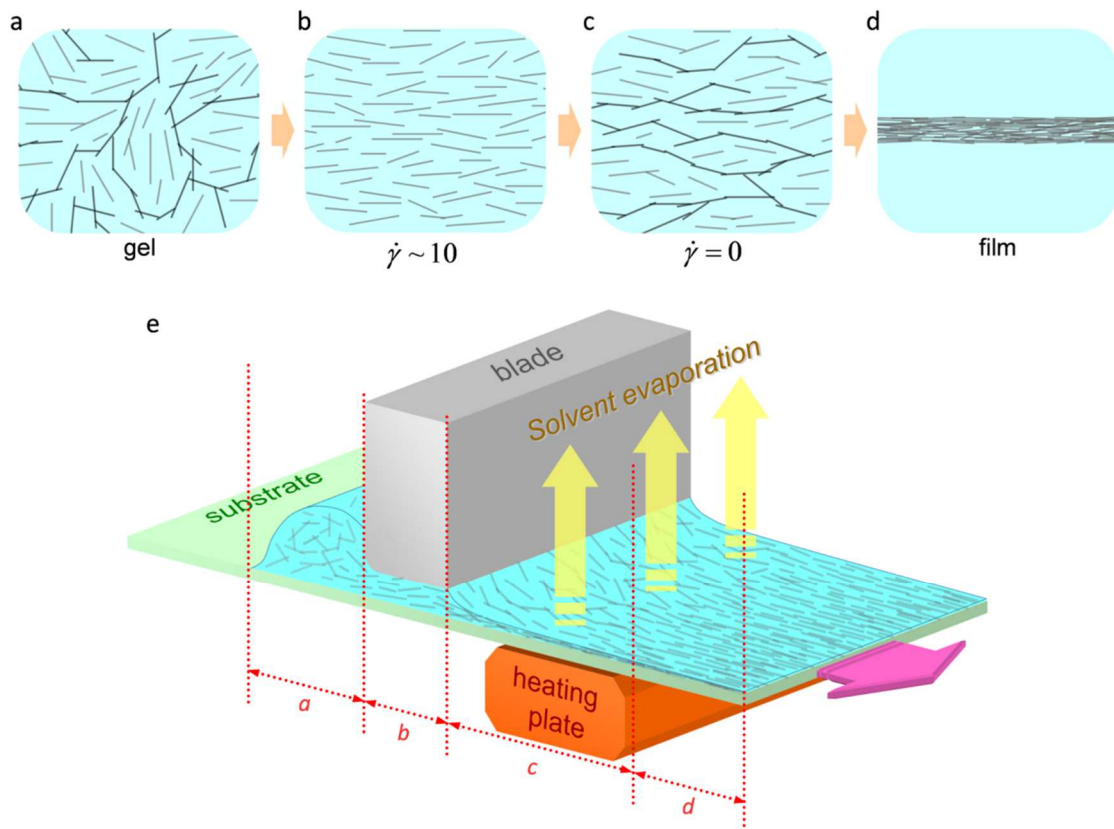 a
b
c
d
gel
γ̇ ~ 10
γ̇ = 0
film
e
blade
Solvent evaporation
substrate
heating
plate
a
b
c
d